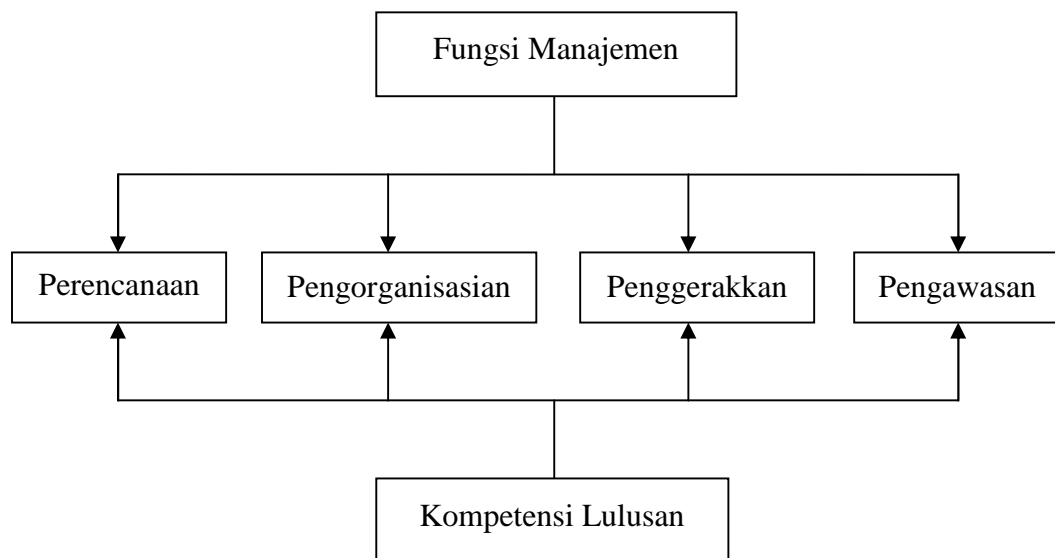 Fungsi Manajemen
Perencanaan
Pengorganisasian
Penggerakkan
Pengawasan
Kompetensi Lulusan